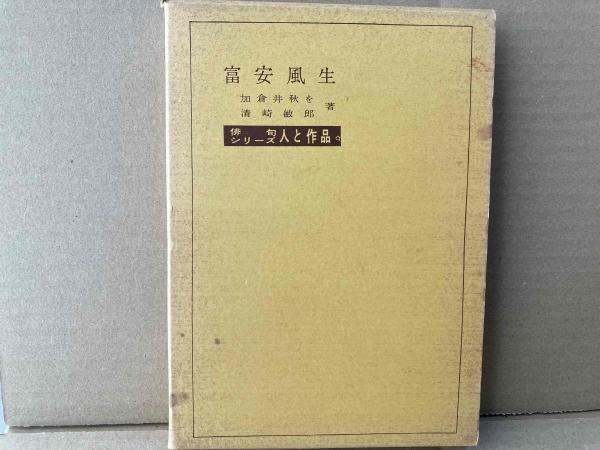 富安風生
加倉井秋を
清崎敏郎
著
俳句
シリーズ
人と作品